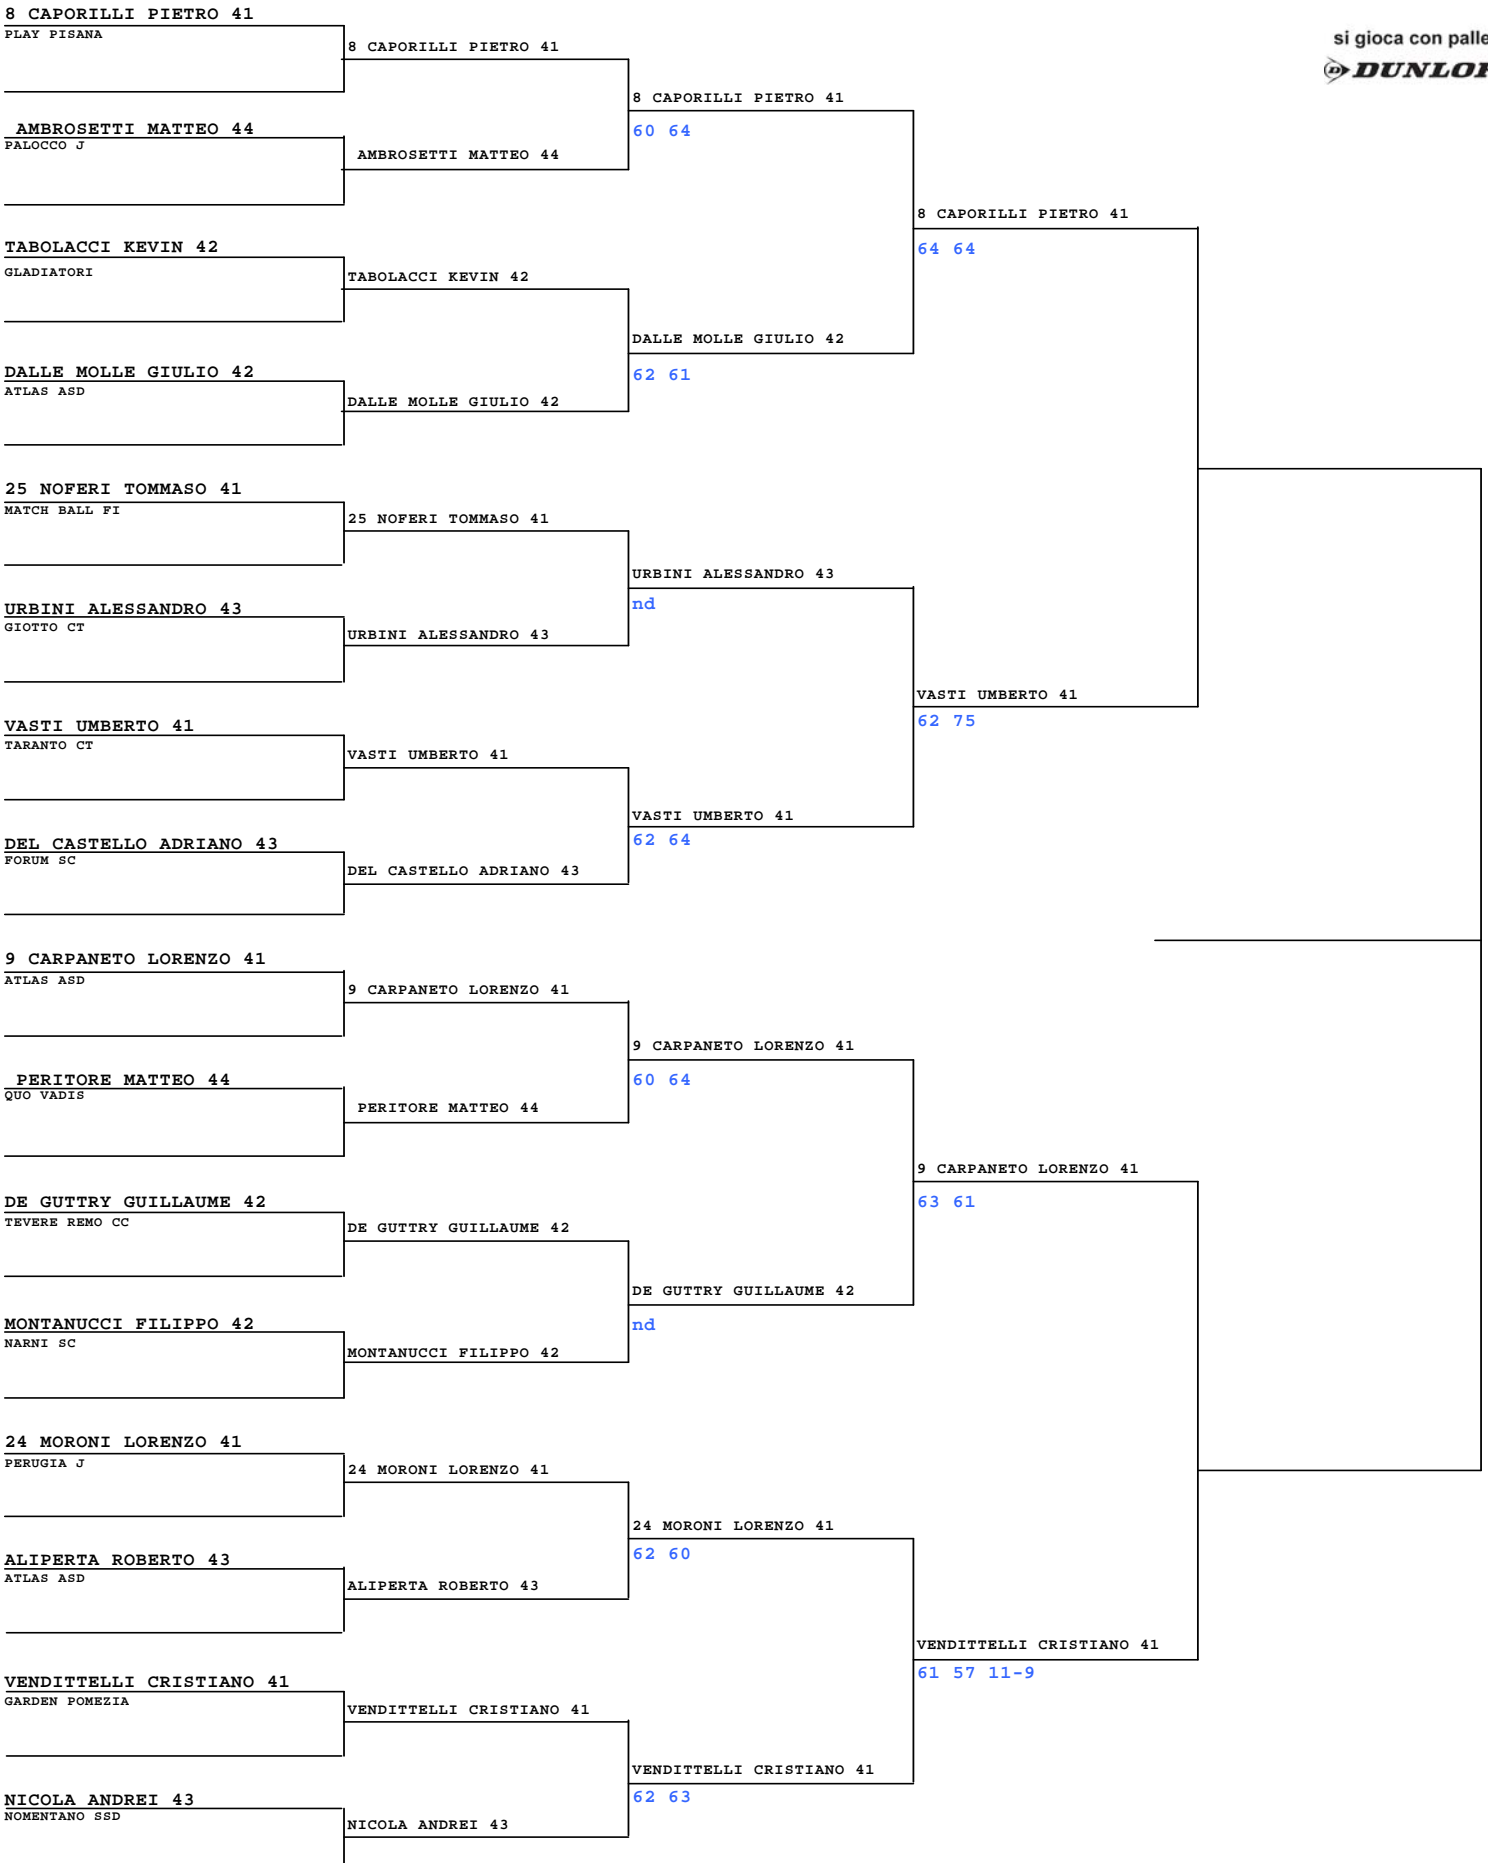 8 CAPORILLI PIETRO 41
PLAY PISANA
8 CAPORILLI PIETRO 41
si gioca con palle
DUNLOP
8 CAPORILLI PIETRO 41
60 64
AMBROSETTI MATTEO 44
PALOCCO J
AMBROSETTI MATTEO 44
8 CAPORILLI PIETRO 41
64 64
TABOLACCI KEVIN 42
GLADIATORI
TABOLACCI KEVIN 42
DALLE MOLLE GIULIO 42
62 61
DALLE MOLLE GIULIO 42
ATLAS ASD
DALLE MOLLE GIULIO 42
25 NOFERI TOMMASO 41
MATCH BALL FI
25 NOFERI TOMMASO 41
URBINI ALESSANDRO 43
nd
URBINI ALESSANDRO 43
GIOTTO CT
URBINI ALESSANDRO 43
VASTI UMBERTO 41
62 75
VASTI UMBERTO 41
TARANTO CT
VASTI UMBERTO 41
VASTI UMBERTO 41
62 64
DEL CASTELLO ADRIANO 43
FORUM SC
DEL CASTELLO ADRIANO 43
9 CARPANETO LORENZO 41
ATLAS ASD
9 CARPANETO LORENZO 41
9 CARPANETO LORENZO 41
60 64
PERITORE MATTEO 44
QUO VADIS
PERITORE MATTEO 44
9 CARPANETO LORENZO 41
63 61
DE GUTTRY GUILLAUME 42
TEVERE REMO CC
DE GUTTRY GUILLAUME 42
DE GUTTRY GUILLAUME 42
nd
MONTANUCCI FILIPPO 42
NARNI SC
MONTANUCCI FILIPPO 42
24 MORONI LORENZO 41
PERUGIA J
24 MORONI LORENZO 41
24 MORONI LORENZO 41
62 60
ALIPERTA ROBERTO 43
ATLAS ASD
ALIPERTA ROBERTO 43
VENDITTELLI CRISTIANO 41
61 57 11-9
VENDITTELLI CRISTIANO 41
GARDEN POMEZIA
VENDITTELLI CRISTIANO 41
VENDITTELLI CRISTIANO 41
62 63
NICOLA ANDREI 43
NOMENTANO SSD
NICOLA ANDREI 43